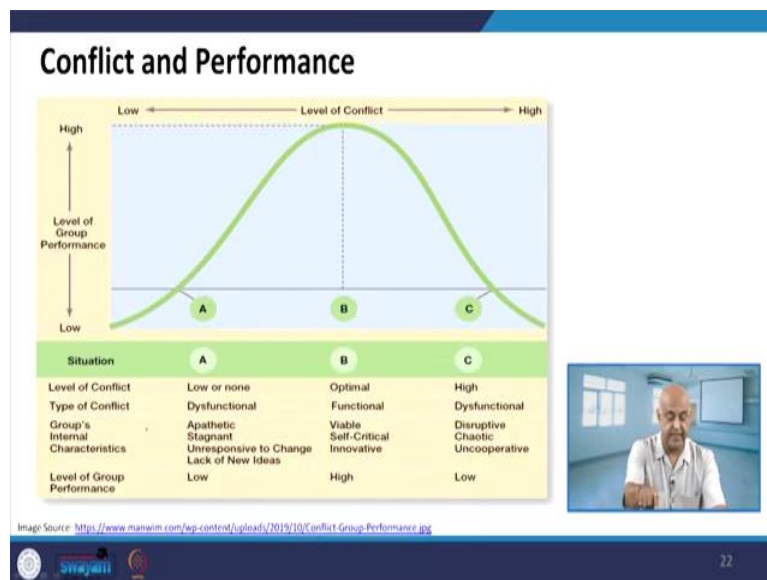 Conflict and Performance
Low Level of Conflict High
High
Level of
Group
Performance
Low
A B C
Situation A B C
Level of Conflict Low or none Optimal High
Type of Conflict Dysfunctional Functional Dysfunctional
Group's Apathetic Viable Disruptive
Internal Stagnant Self-Critical Chaotic
Characteristics Unresponsive to Change Innovative Uncooperative
Lack of New Ideas
Level of Group Low High Low
Performance
Image Source: https://www.manwim.com/wp-content/uploads/2019/10/Conflict-Group-Performance.jpg
swayam 22